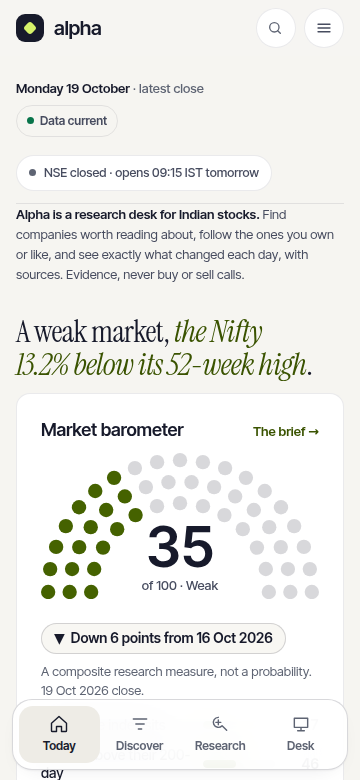 alpha
Monday 19 October · latest close
Data current
NSE closed · opens 09:15 IST tomorrow
Alpha is a research desk for Indian stocks. Find
companies worth reading about, follow the ones you own
or like, and see exactly what changed each day, with
sources. Evidence, never buy or sell calls.
A weak market, the Nifty
13.2% below its 52-week high.
Market barometer
The brief →
35
of 100 · Weak
▼ Down 6 points from 16 Oct 2026
A composite research measure, not a probability.
19 Oct 2026 close.
Today
Discover
Research
Desk
day